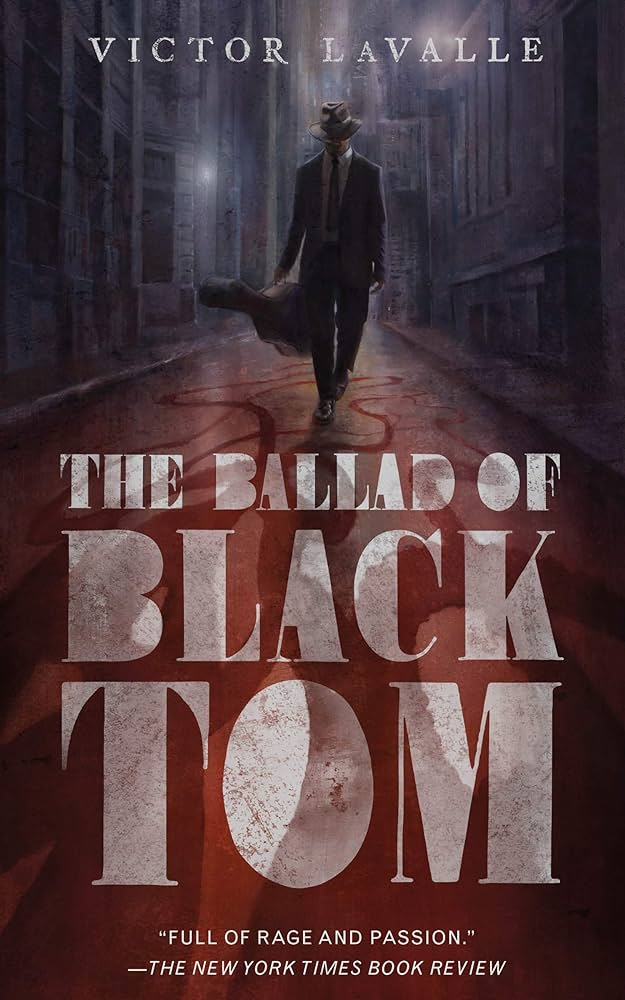 VICTOR LAVALLE
THE BALLAD OF
BLACK
TOM
“FULL OF RAGE AND PASSION.”
—THE NEW YORK TIMES BOOK REVIEW